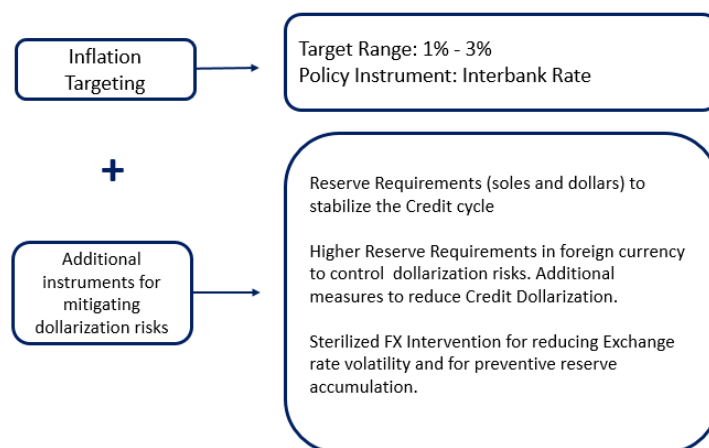 Inflation
Targeting
Target Range: 1% - 3%
Policy Instrument: Interbank Rate
+
Additional
instruments for
mitigating
dollarization risks
Reserve Requirements (soles and dollars) to
stabilize the Credit cycle
Higher Reserve Requirements in foreign currency
to control dollarization risks. Additional
measures to reduce Credit Dollarization.
Sterilized FX Intervention for reducing Exchange
rate volatility and for preventive reserve
accumulation.